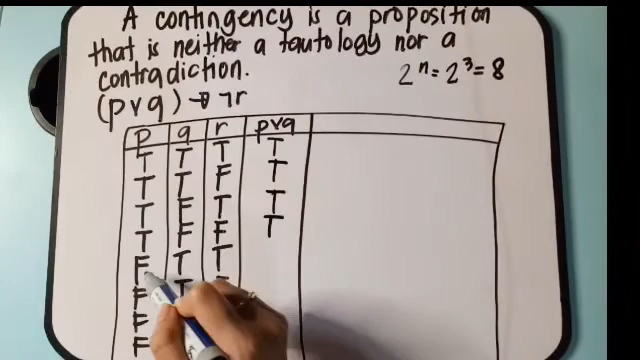 A contingency is a proposition
that is neither a tautology nor a
contradiction.
2ⁿ = 2³ = 8
(p v q) → ¬r
p q r p v q
T T T T
T T F T
T F T T
T F F T
F T T
F T
F
F